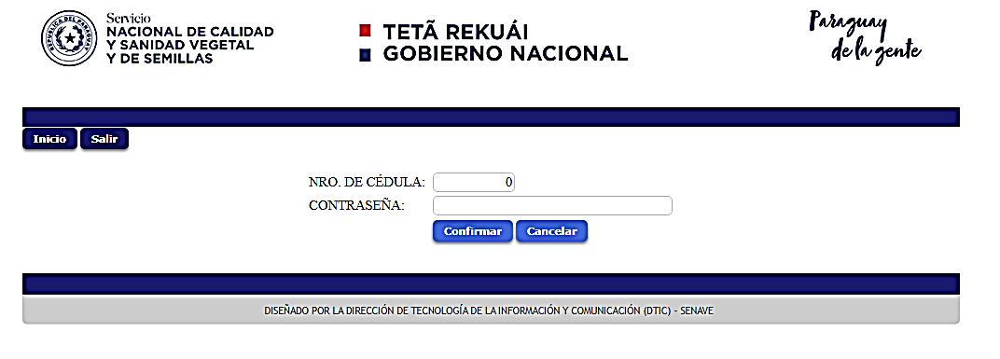 Servicio
NACIONAL DE CALIDAD
Y SANIDAD VEGETAL
Y DE SEMILLAS
TETÃ REKUÁI
GOBIERNO NACIONAL
Paraguay
de la gente
Inicio Salir
NRO. DE CÉDULA: 0
CONTRASEÑA:
Confirmar Cancelar
DISEÑADO POR LA DIRECCIÓN DE TECNOLOGÍA DE LA INFORMACIÓN Y COMUNICACIÓN (DTIC) - SENAVE